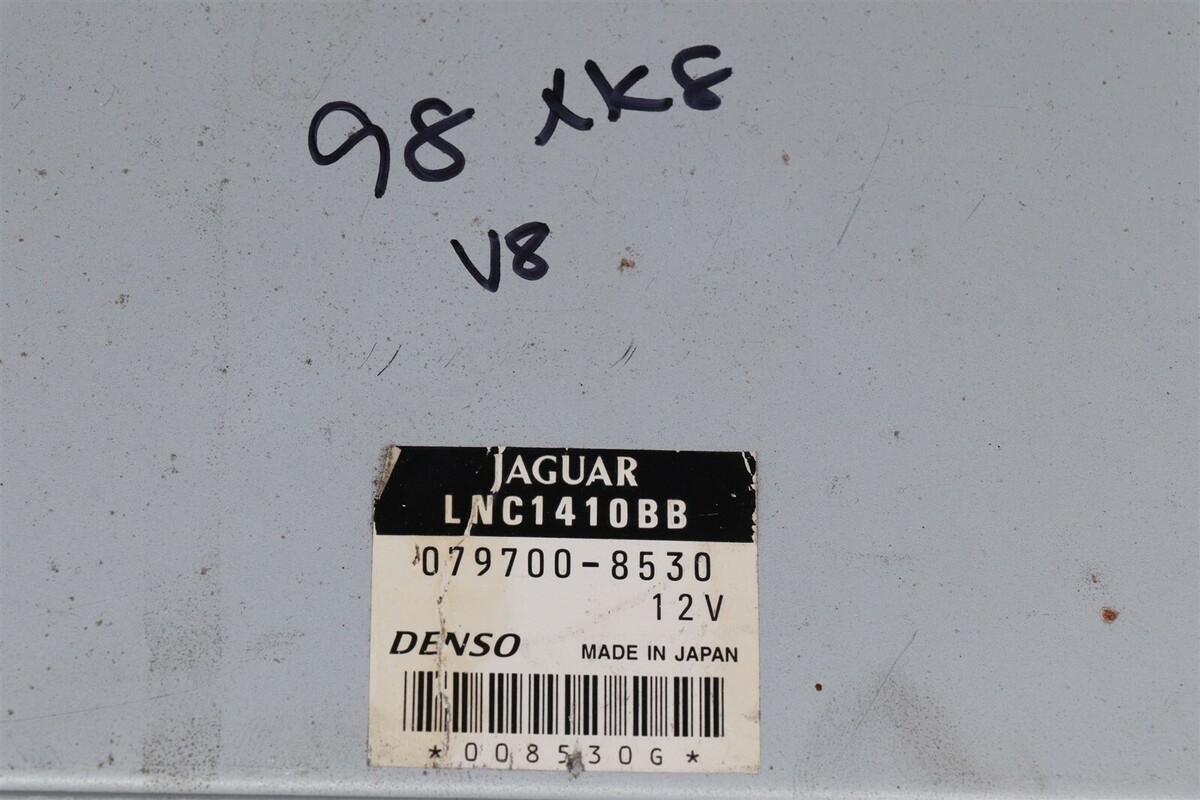 98 XK8
V8
JAGUAR
LNC1410BB
079700-8530
12V
DENSO MADE IN JAPAN
*008530G*